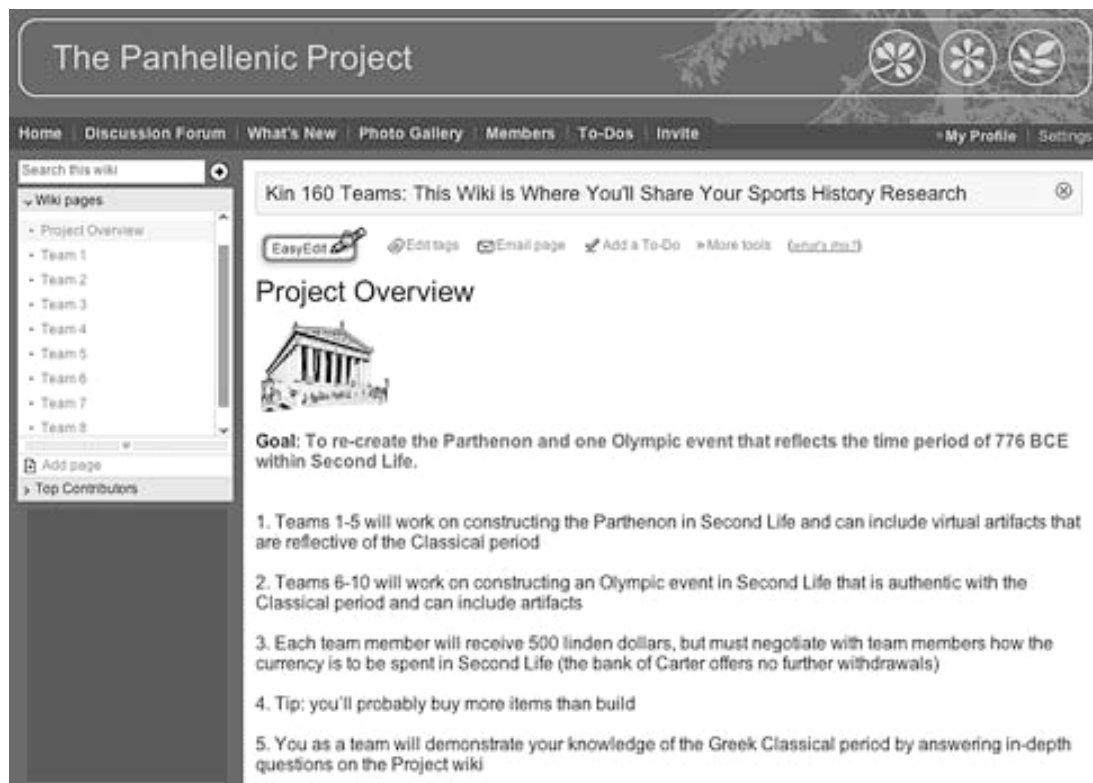 The Panhellenic Project
Home Discussion Forum What's New Photo Gallery Members To-Dos Invite My Profile Settings
Search this wiki
Wiki pages
Project Overview
Team 1
Team 2
Team 3
Team 4
Team 5
Team 6
Team 7
Team 8
Add page
Top Contributors
Kin 160 Teams: This Wiki is Where You'll Share Your Sports History Research
EasyEdit Edit tags Email page Add a To-Do »More tools (what's this?)
Project Overview
Goal: To re-create the Parthenon and one Olympic event that reflects the time period of 776 BCE
within Second Life.
1. Teams 1-5 will work on constructing the Parthenon in Second Life and can include virtual artifacts that
are reflective of the Classical period
2. Teams 6-10 will work on constructing an Olympic event in Second Life that is authentic with the
Classical period and can include artifacts
3. Each team member will receive 500 linden dollars, but must negotiate with team members how the
currency is to be spent in Second Life (the bank of Carter offers no further withdrawals)
4. Tip: you'll probably buy more items than build
5. You as a team will demonstrate your knowledge of the Greek Classical period by answering in-depth
questions on the Project wiki